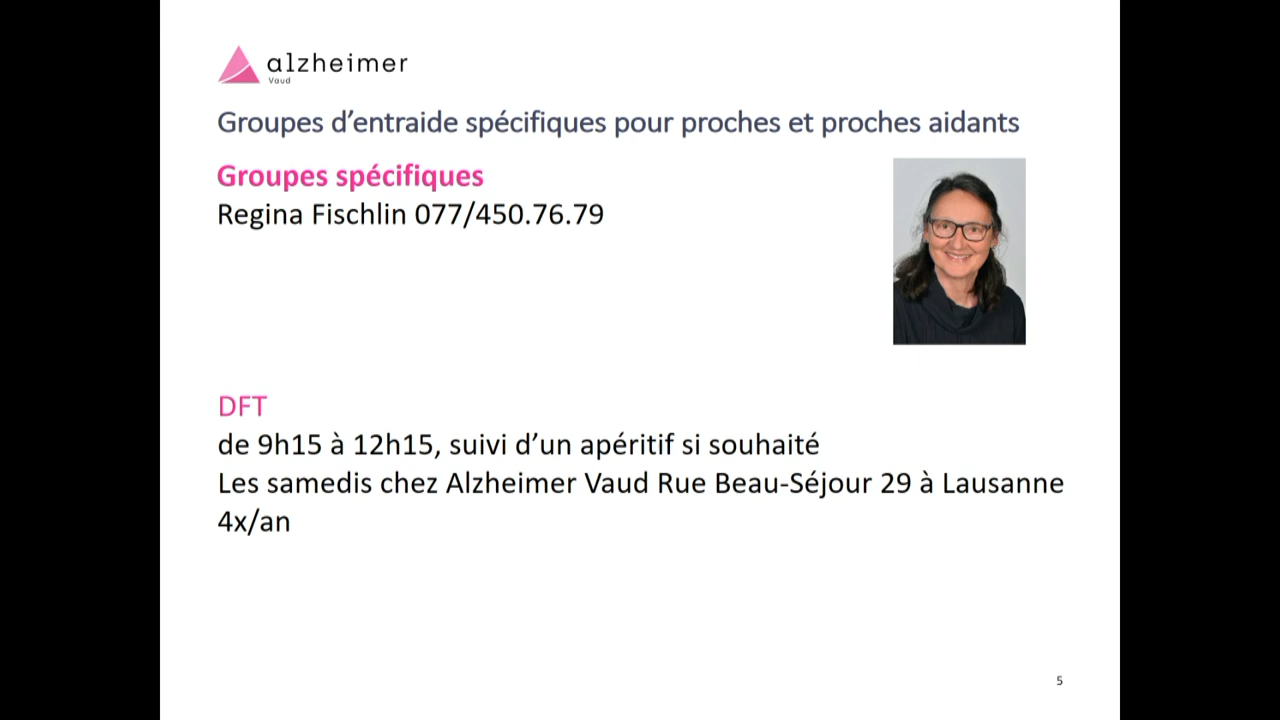 alzheimer
Vaud
Groupes d’entraide spécifiques pour proches et proches aidants
Groupes spécifiques
Regina Fischlin 077/450.76.79
DFT
de 9h15 à 12h15, suivi d’un apéritif si souhaité
Les samedis chez Alzheimer Vaud Rue Beau-Séjour 29 à Lausanne
4x/an
5